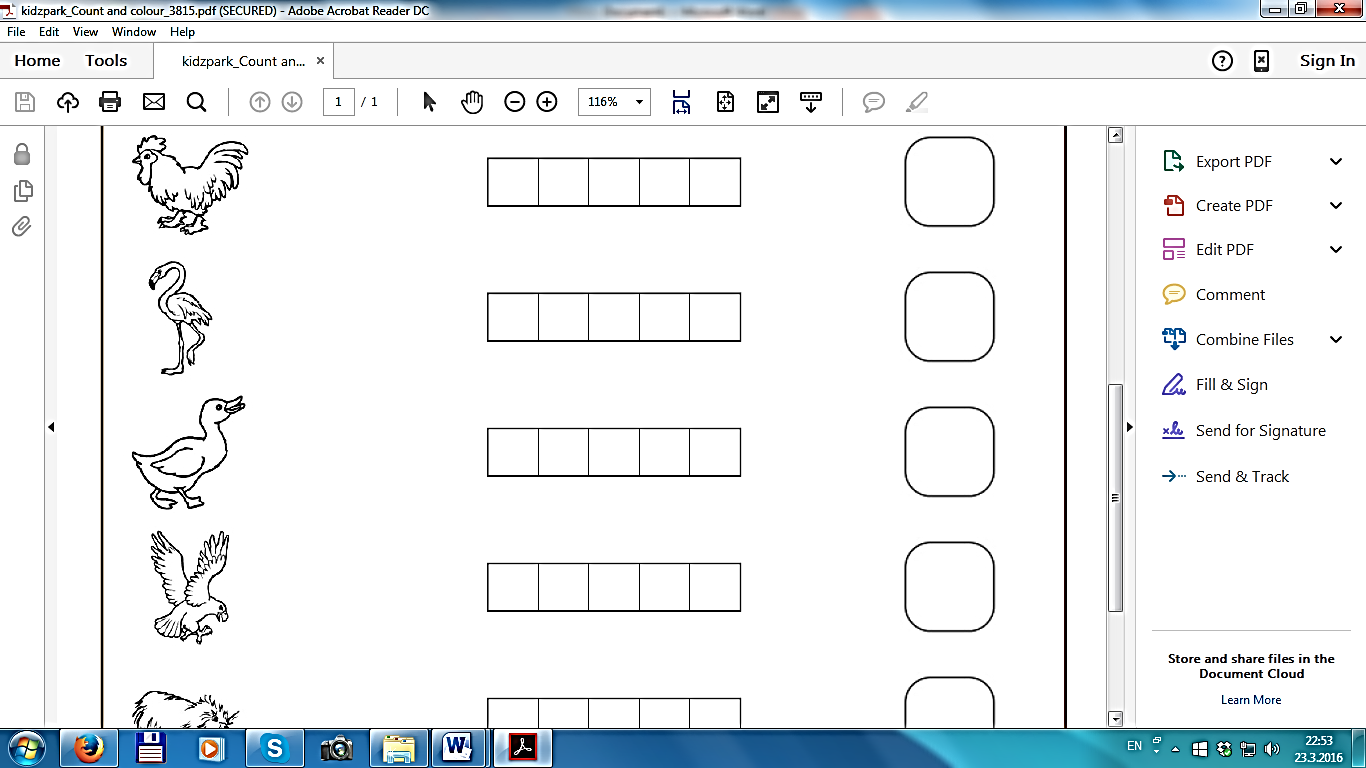 kidzpark_Count and colour_3815.pdf (SECURED) - Adobe Acrobat Reader DC
File Edit View Window Help
Home Tools kidzpark_Count an... × Sign In
1 / 1 116%
Export PDF
Create PDF
Edit PDF
Comment
Combine Files
Fill & Sign
Send for Signature
Send & Track
Store and share files in the
Document Cloud
Learn More
EN 22:53
23.3.2016